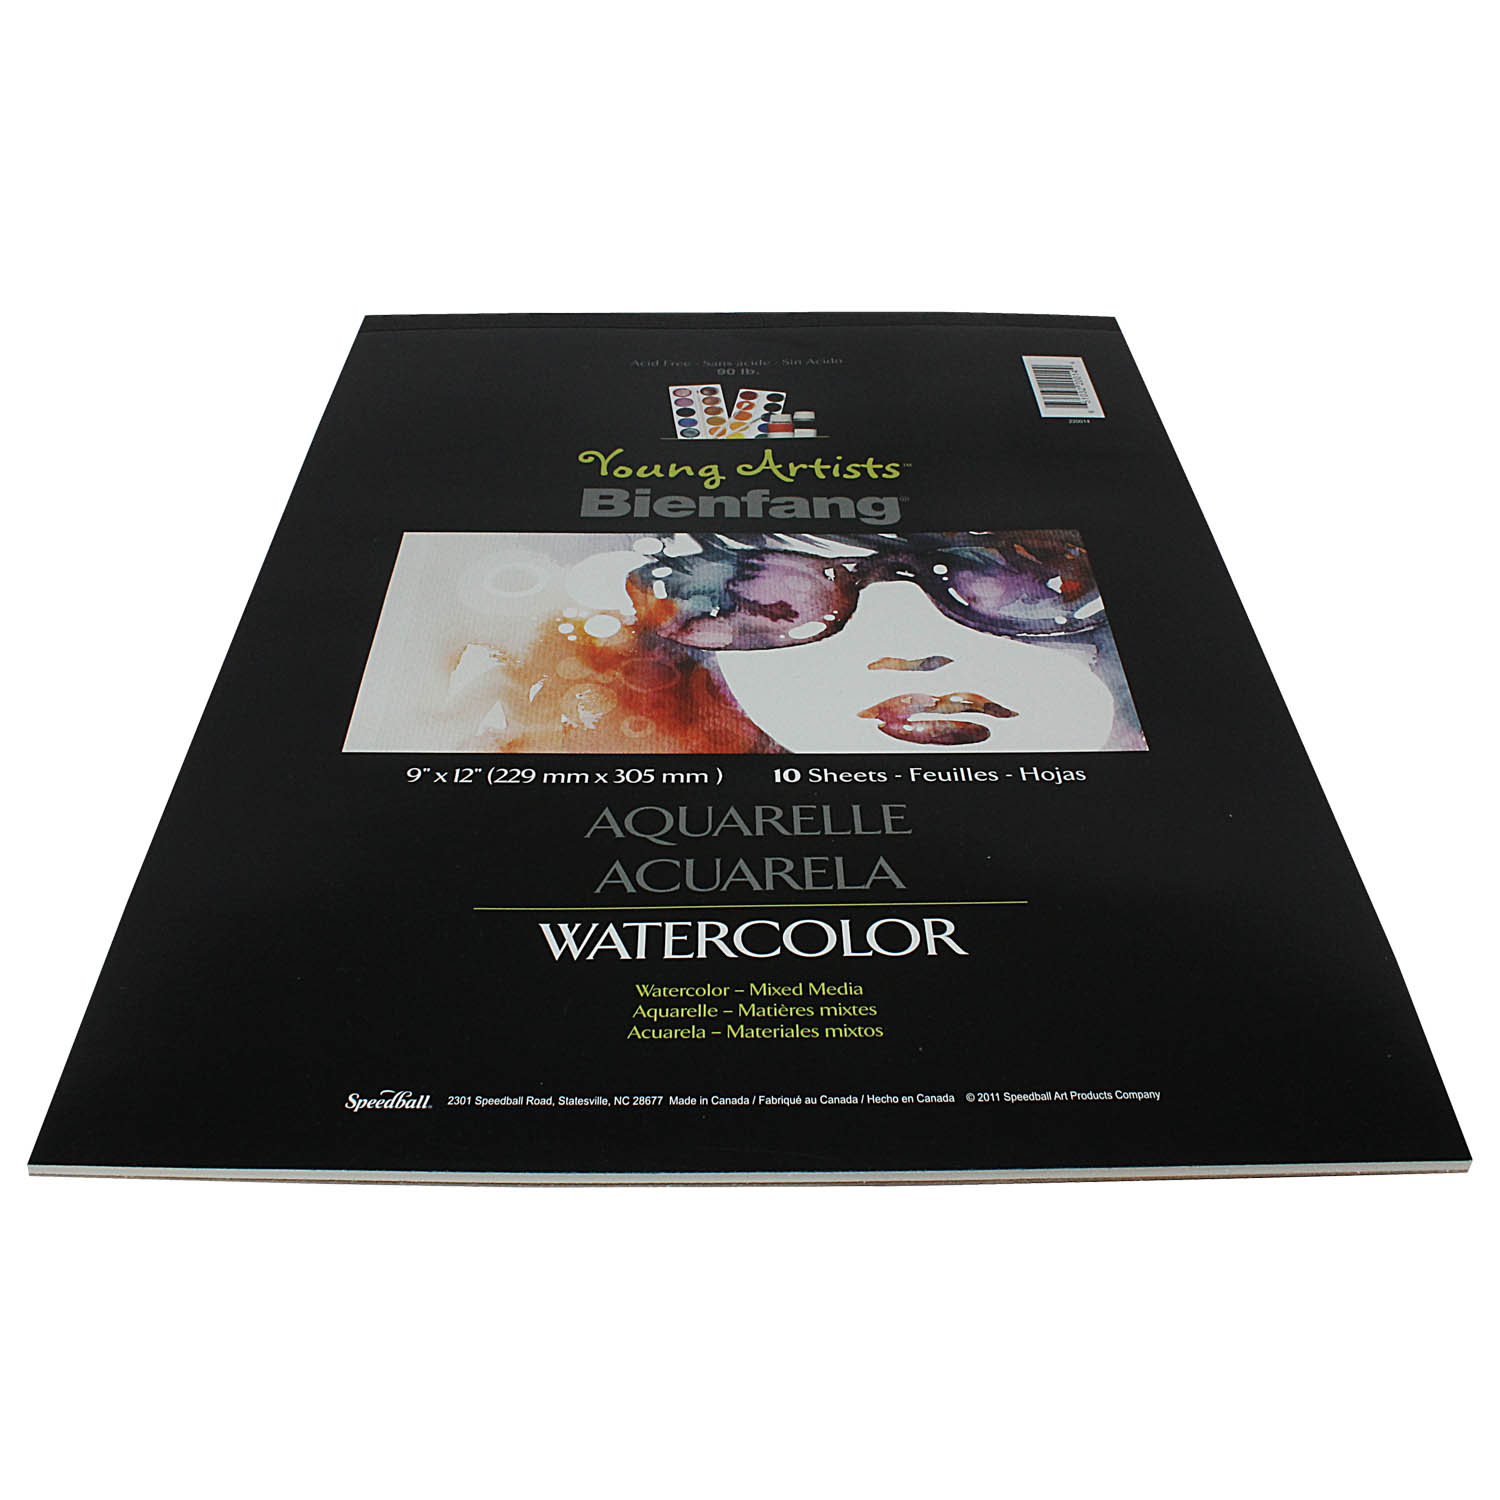 Acid Free - Sans acide - Sin Acido
90 lb.
Young Artists™
Bienfang®
9" x 12" (229 mm x 305 mm ) 10 Sheets - Feuilles - Hojas
AQUARELLE
ACUARELA
WATERCOLOR
Watercolor – Mixed Media
Aquarelle – Matières mixtes
Acuarela – Materiales mixtos
Speedball. 2301 Speedball Road, Statesville, NC 28677 Made in Canada / Fabriqué au Canada / Hecho en Canada © 2011 Speedball Art Products Company
220014